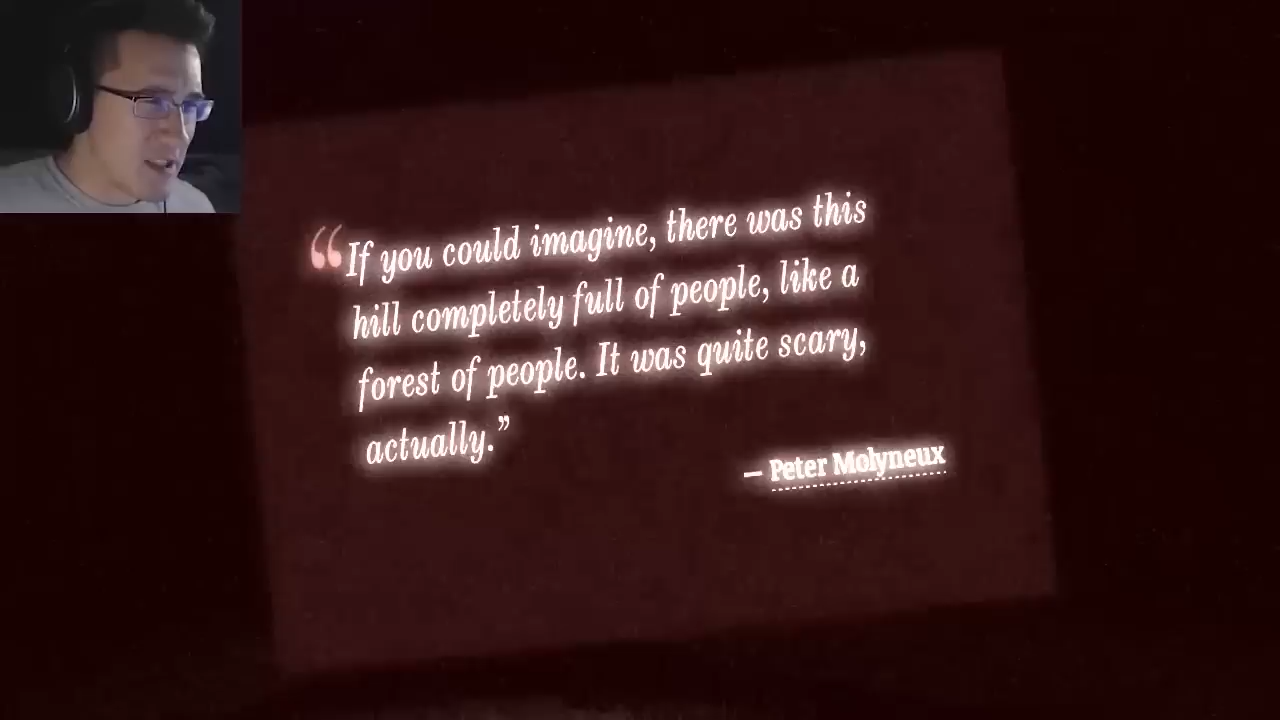 “If you could imagine, there was this
hill completely full of people, like a
forest of people. It was quite scary,
actually.”
— Peter Molyneux